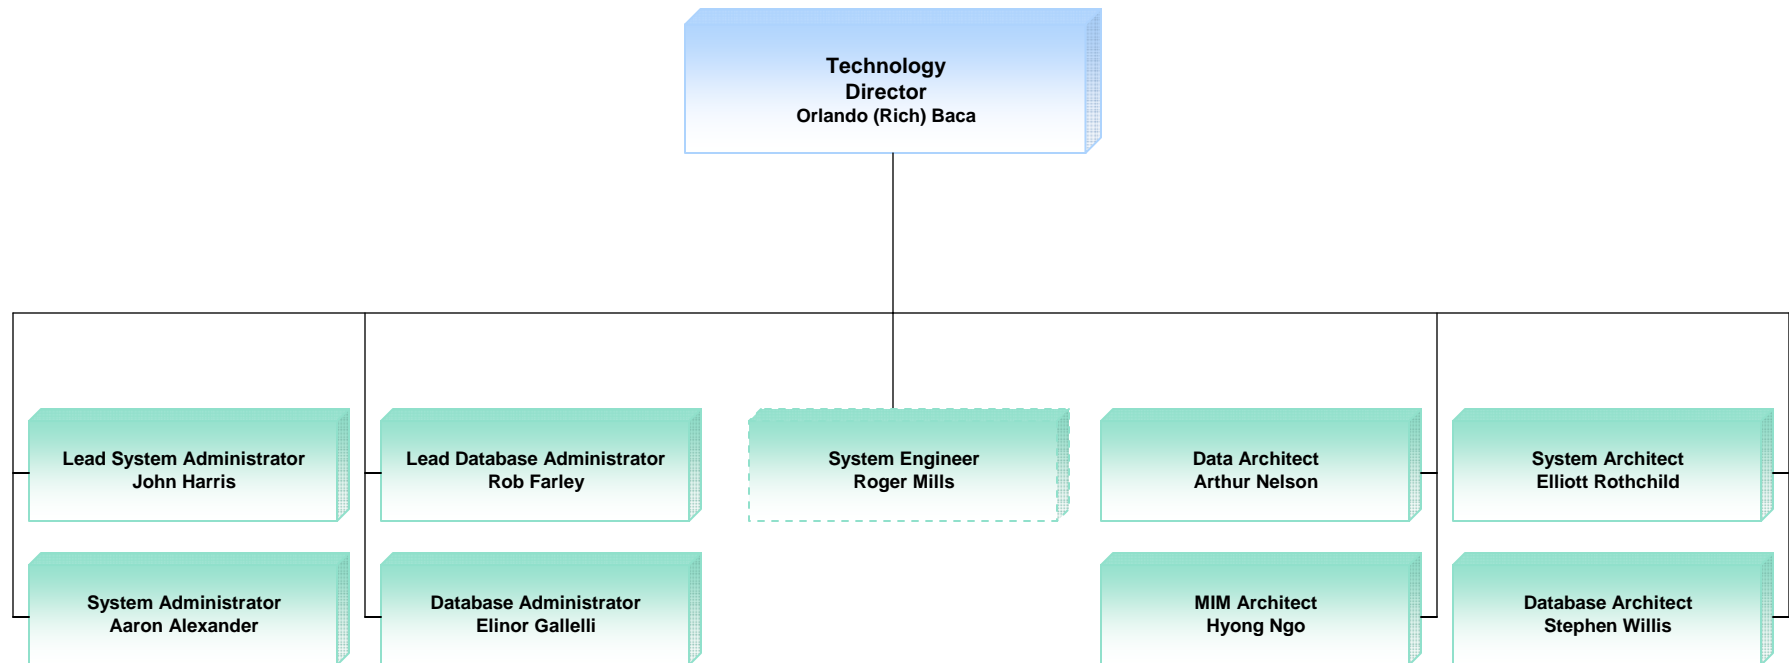 Technology
Director
Orlando (Rich) Baca
Lead System Administrator
John Harris
Lead Database Administrator
Rob Farley
System Engineer
Roger Mills
Data Architect
Arthur Nelson
System Architect
Elliott Rothchild
System Administrator
Aaron Alexander
Database Administrator
Elinor Gallelli
MIM Architect
Hyong Ngo
Database Architect
Stephen Willis